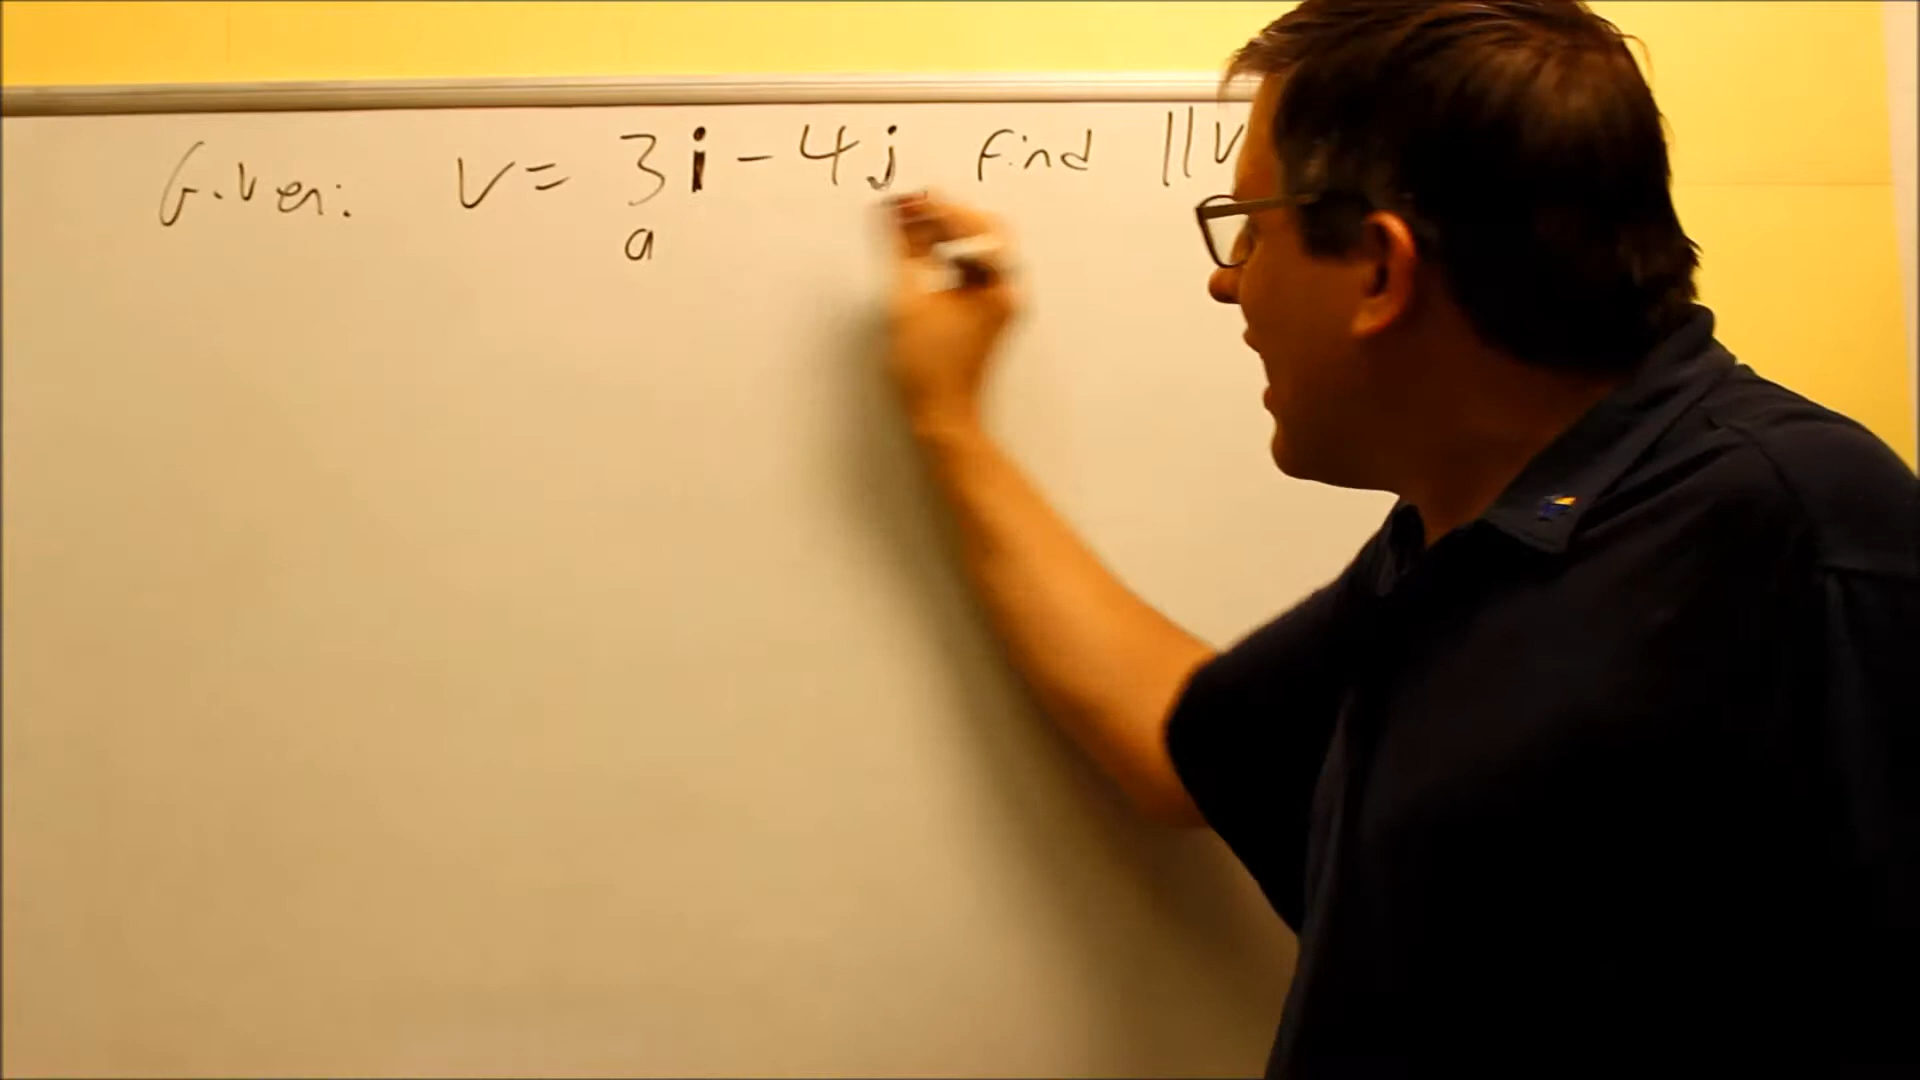 Given: v = 3i - 4j find ||v
a